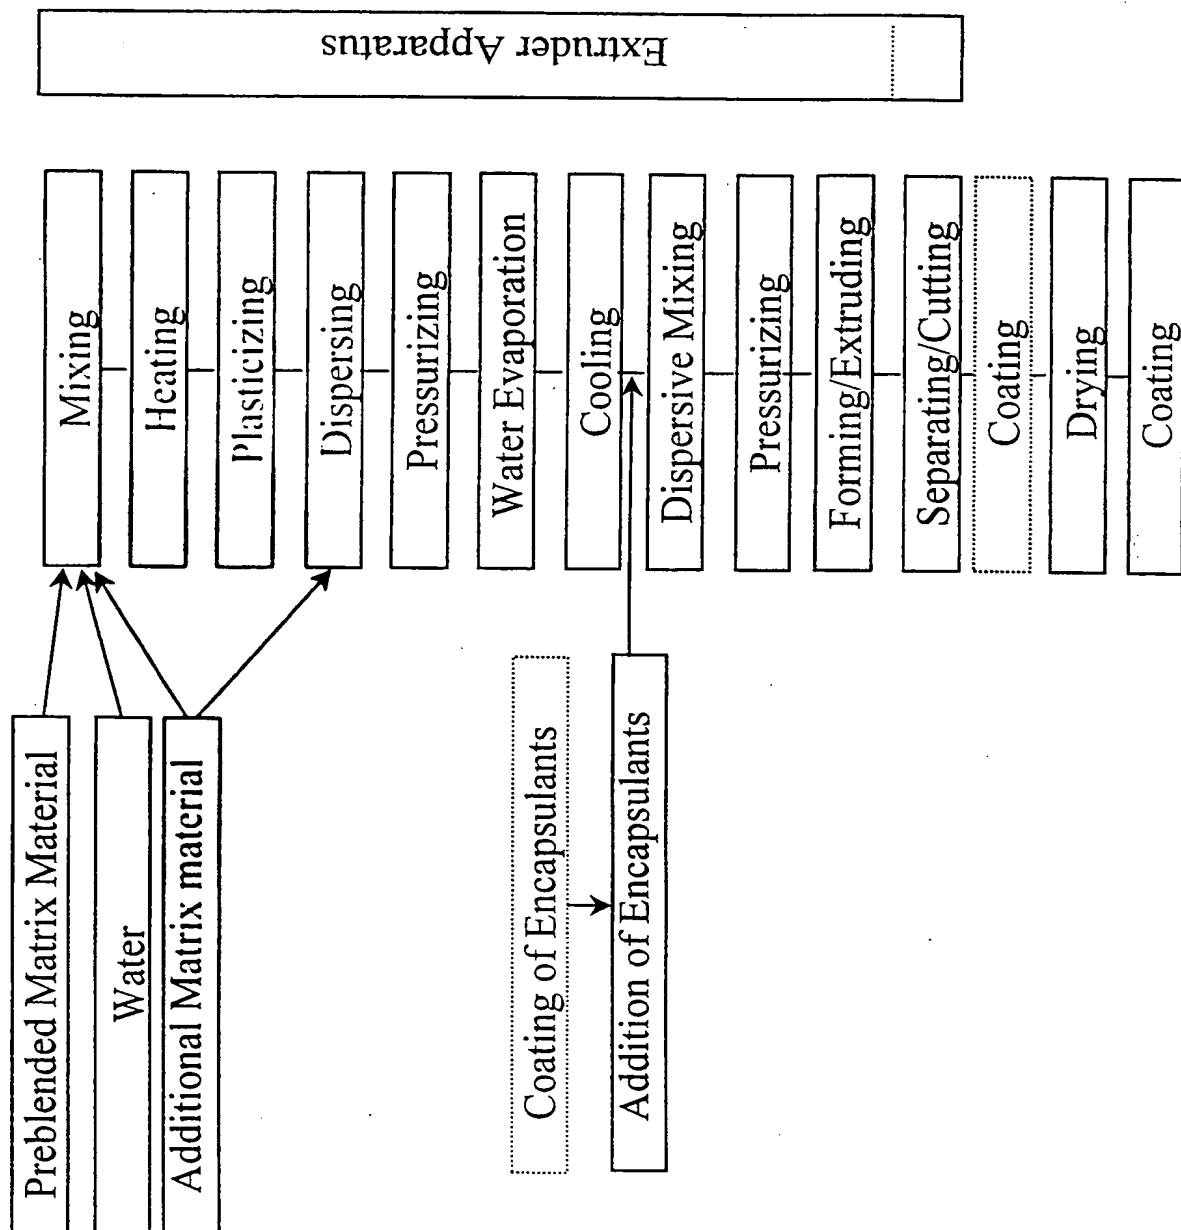 Preblended Matrix Material
Water
Additional Matrix material
Coating of Encapsulants
Addition of Encapsulants
Mixing
Heating
Plasticizing
Dispersing
Pressurizing
Water Evaporation
Cooling
Dispersive Mixing
Pressurizing
Forming/Extruding
Separating/Cutting
Coating
Drying
Coating
Extruder Apparatus